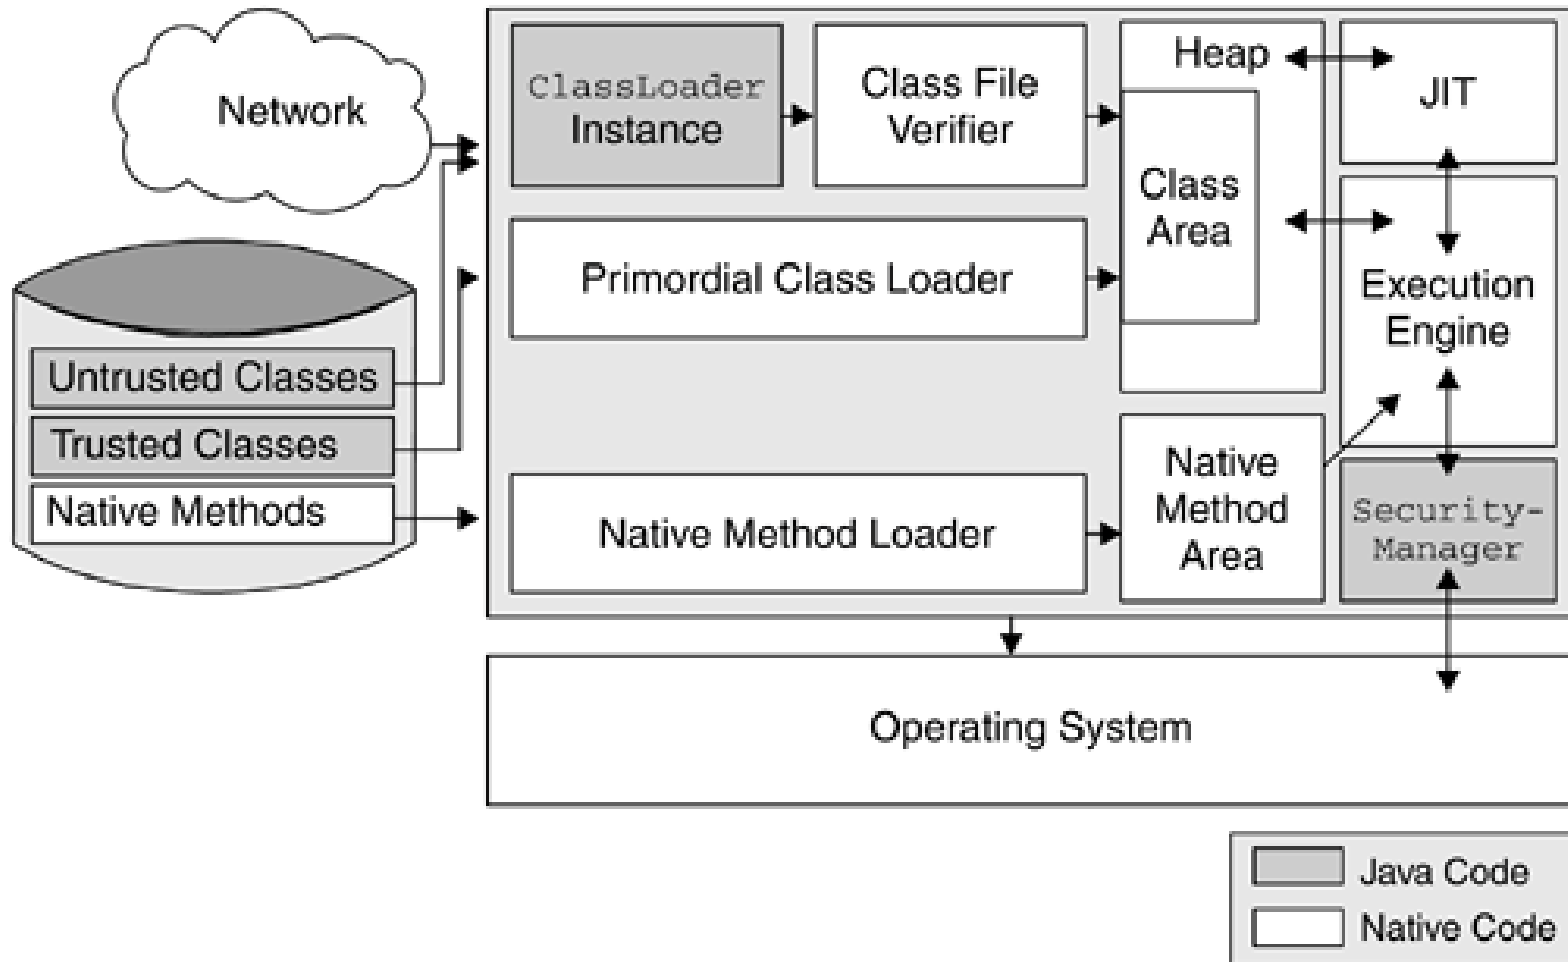 Network
ClassLoader
Instance
Class File
Verifier
Heap
JIT
Class
Area
Primordial Class Loader
Execution
Engine
Untrusted Classes
Trusted Classes
Native Methods
Native Method Loader
Native
Method
Area
Security-
Manager
Operating System
Java Code
Native Code